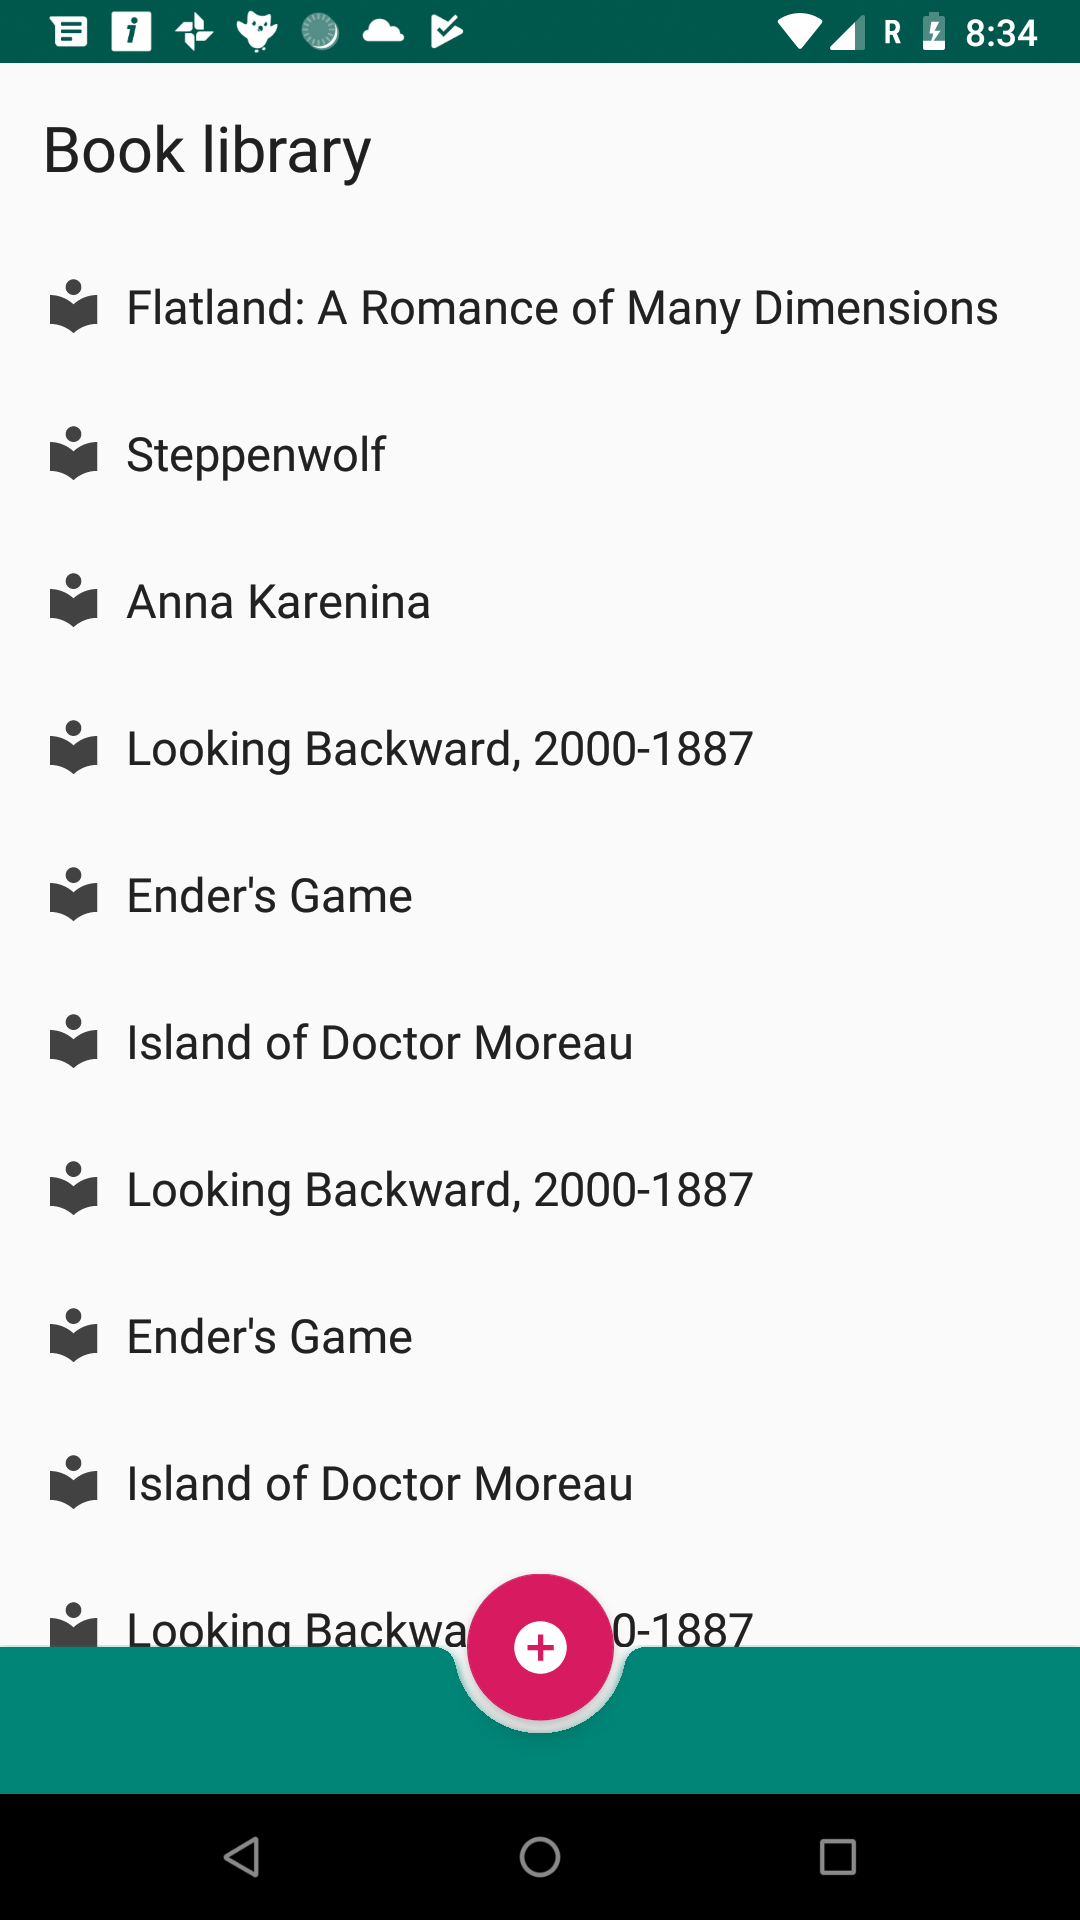 R 8:34
Book library
Flatland: A Romance of Many Dimensions
Steppenwolf
Anna Karenina
Looking Backward, 2000-1887
Ender's Game
Island of Doctor Moreau
Looking Backward, 2000-1887
Ender's Game
Island of Doctor Moreau
Looking Backwa 0-1887